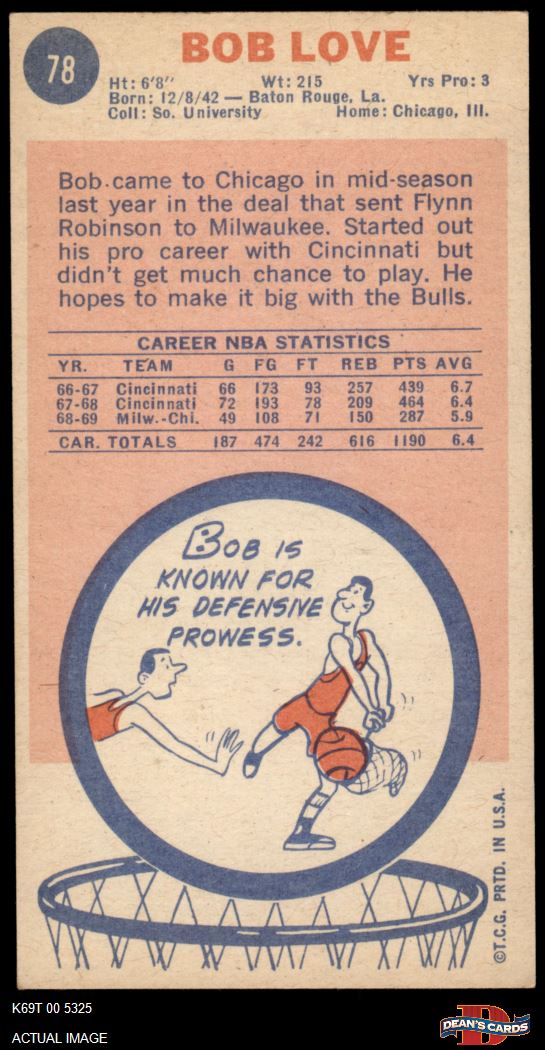 78
BOB LOVE
Ht: 6'8" Wt: 215 Yrs Pro: 3
Born: 12/8/42 — Baton Rouge, La.
Coll: So. University Home: Chicago, Ill.
Bob came to Chicago in mid-season
last year in the deal that sent Flynn
Robinson to Milwaukee. Started out
his pro career with Cincinnati but
didn't get much chance to play. He
hopes to make it big with the Bulls.
CAREER NBA STATISTICS
YR. TEAM G FG FT REB PTS AVG
66-67 Cincinnati 66 173 93 257 439 6.7
67-68 Cincinnati 72 193 78 209 464 6.4
68-69 Milw.-Chi. 49 108 71 150 287 5.9
CAR. TOTALS 187 474 242 616 1190 6.4
BOB IS
KNOWN FOR
HIS DEFENSIVE
PROWESS.
©T.C.G. PRTD. IN U.S.A.
K69T 00 5325
ACTUAL IMAGE
D
DEAN'S CARDS